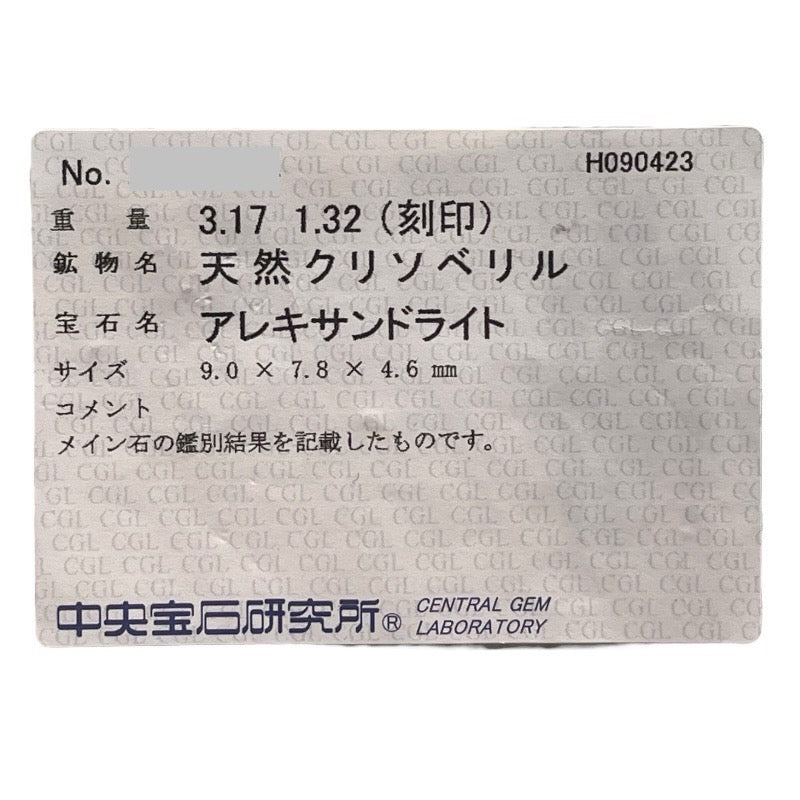 No. H090423
重量 3.17 1.32 (刻印)
鉱物名 天然クリソベリル
宝石名 アレキサンドライト
サイズ 9.0 × 7.8 × 4.6 mm
コメント
メイン石の鑑別結果を記載したものです。
中央宝石研究所® CENTRAL GEM
LABORATORY